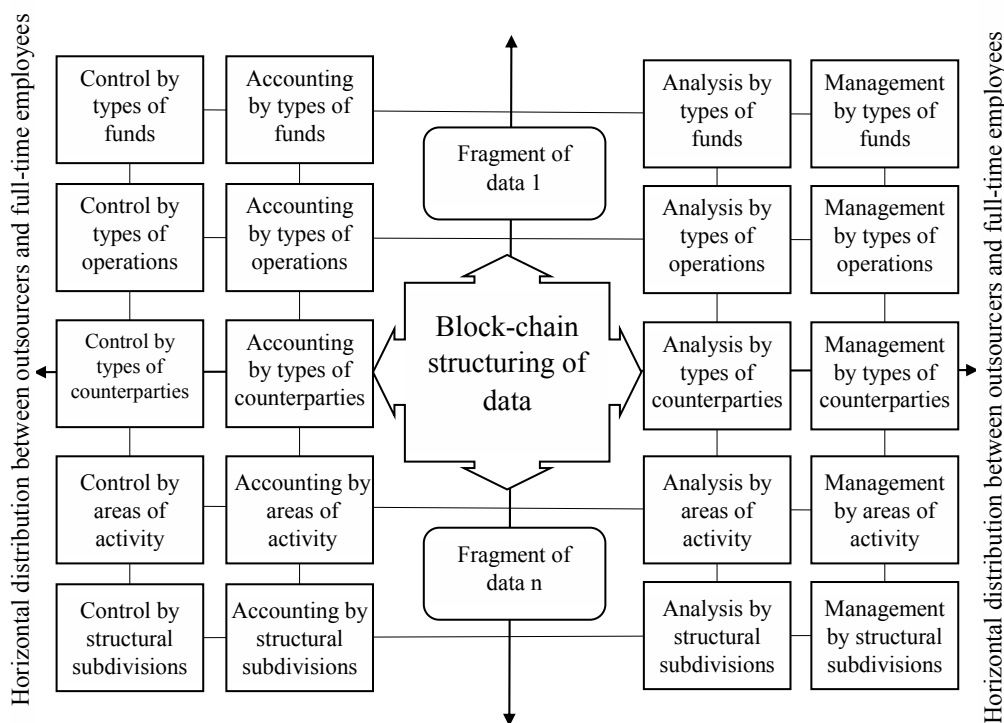 Horizontal distribution between outsourcers and full-time employees
Control by
types of
funds
Accounting
by types of
funds
Fragment of
data 1
Analysis by
types of
funds
Management
by types of
funds
Control by
types of
operations
Accounting
by types of
operations
Analysis by
types of
operations
Management
by types of
operations
Control by
types of
counterparties
Accounting
by types of
counterparties
Block-chain
structuring of
data
Analysis by
types of
counterparties
Management
by types of
counterparties
Control by
areas of
activity
Accounting by
areas of
activity
Fragment of
data n
Analysis by
areas of
activity
Management
by areas of
activity
Control by
structural
subdivisions
Accounting by
structural
subdivisions
Analysis by
structural
subdivisions
Management
by structural
subdivisions
Horizontal distribution between outsourcers and full-time employees